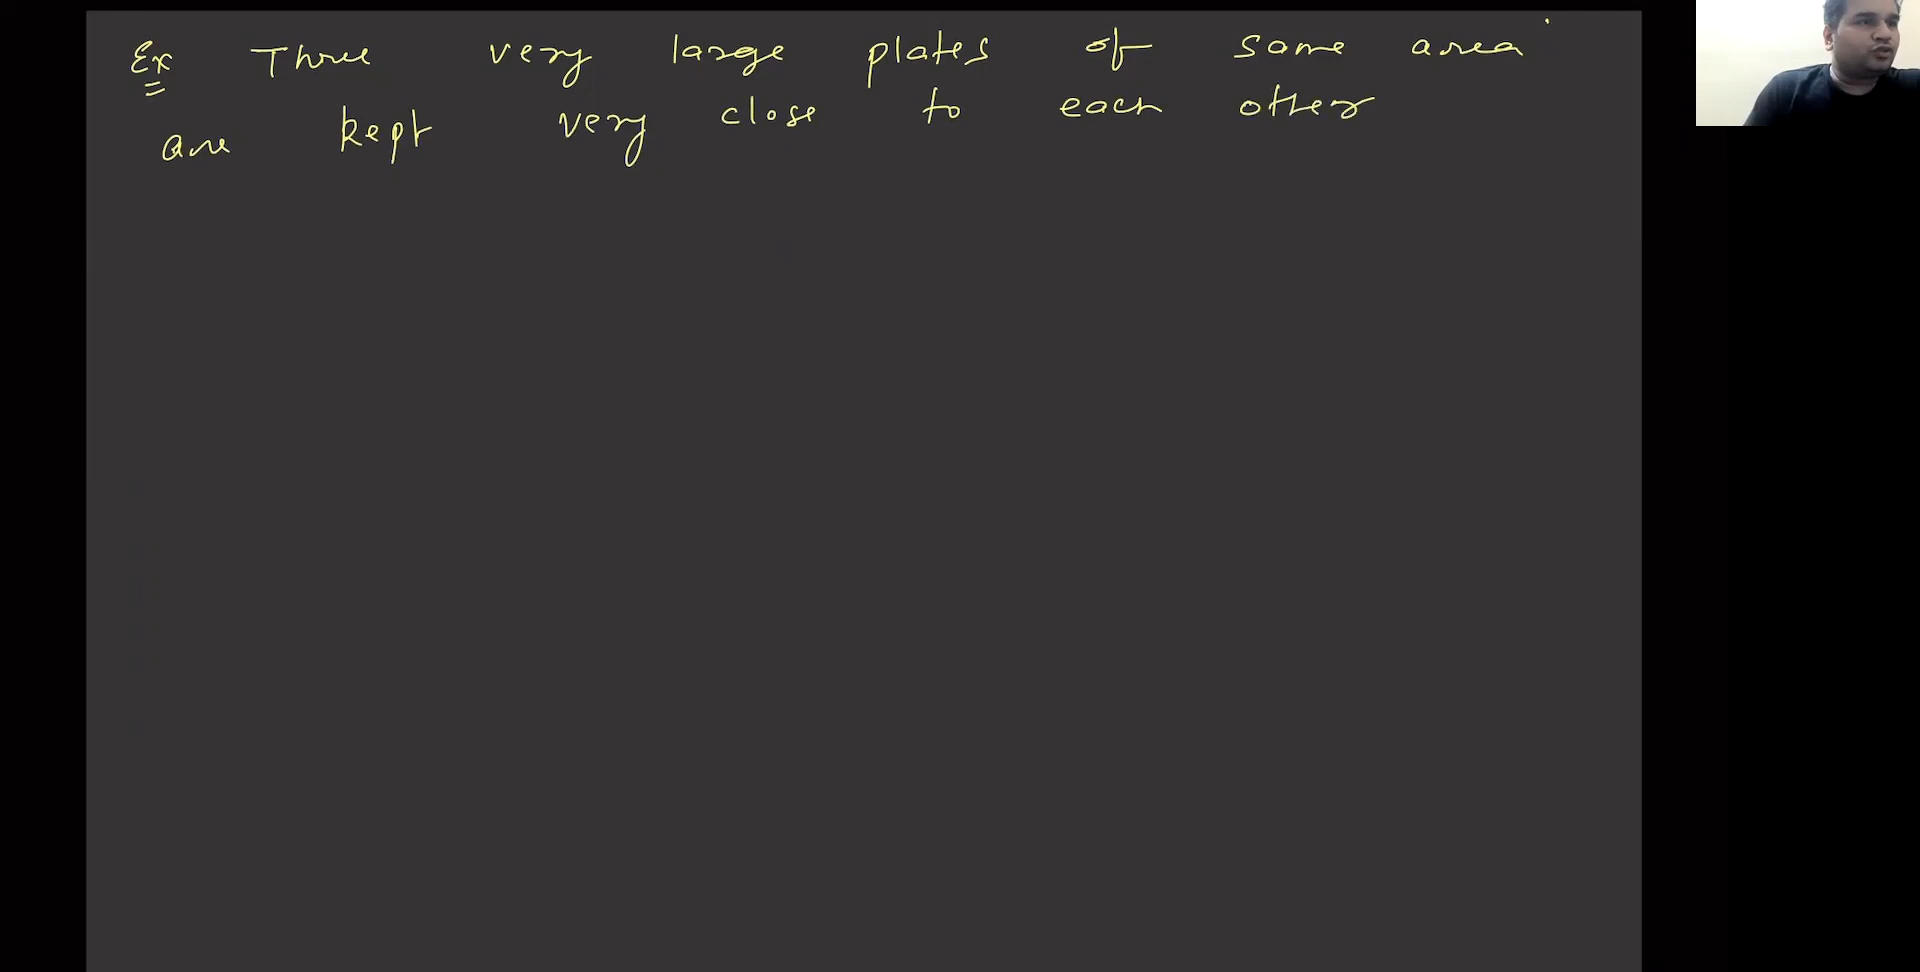 Ex Three very large plates of same area
are kept very close to each other